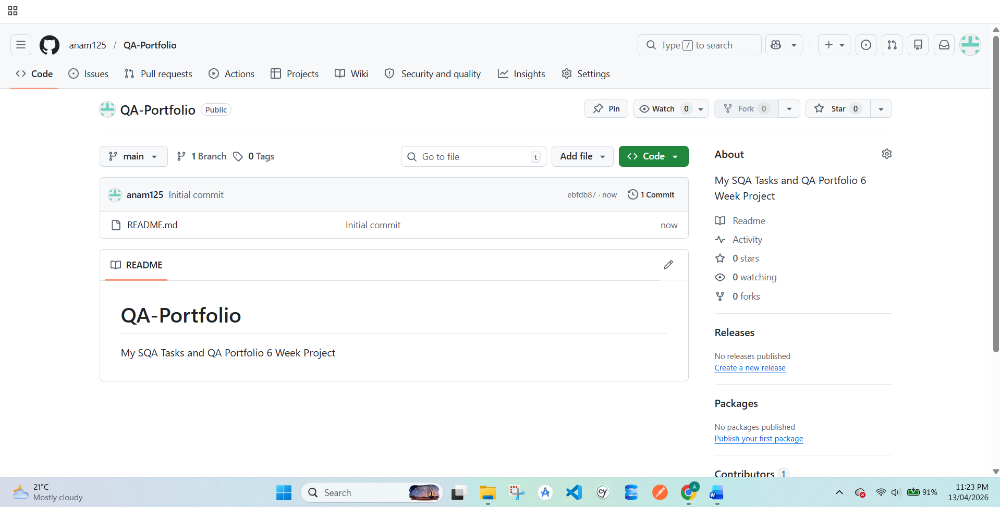 anam125 / QA-Portfolio
Type / to search
Code
Issues
Pull requests
Actions
Projects
Wiki
Security and quality
Insights
Settings
QA-Portfolio
Public
Pin
Watch 0
Fork 0
Star 0
main
1 Branch
0 Tags
Go to file
t
Add file
Code
anam125 Initial commit
ebfdb87 · now
1 Commit
README.md
Initial commit
now
README
QA-Portfolio
My SQA Tasks and QA Portfolio 6 Week Project
About
My SQA Tasks and QA Portfolio 6
Week Project
Readme
Activity
0 stars
0 watching
0 forks
Releases
No releases published
Create a new release
Packages
No packages published
Publish your first package
Contributors 1
21°C
Mostly cloudy
Search
cy
A
W
91%
11:23 PM
13/04/2026